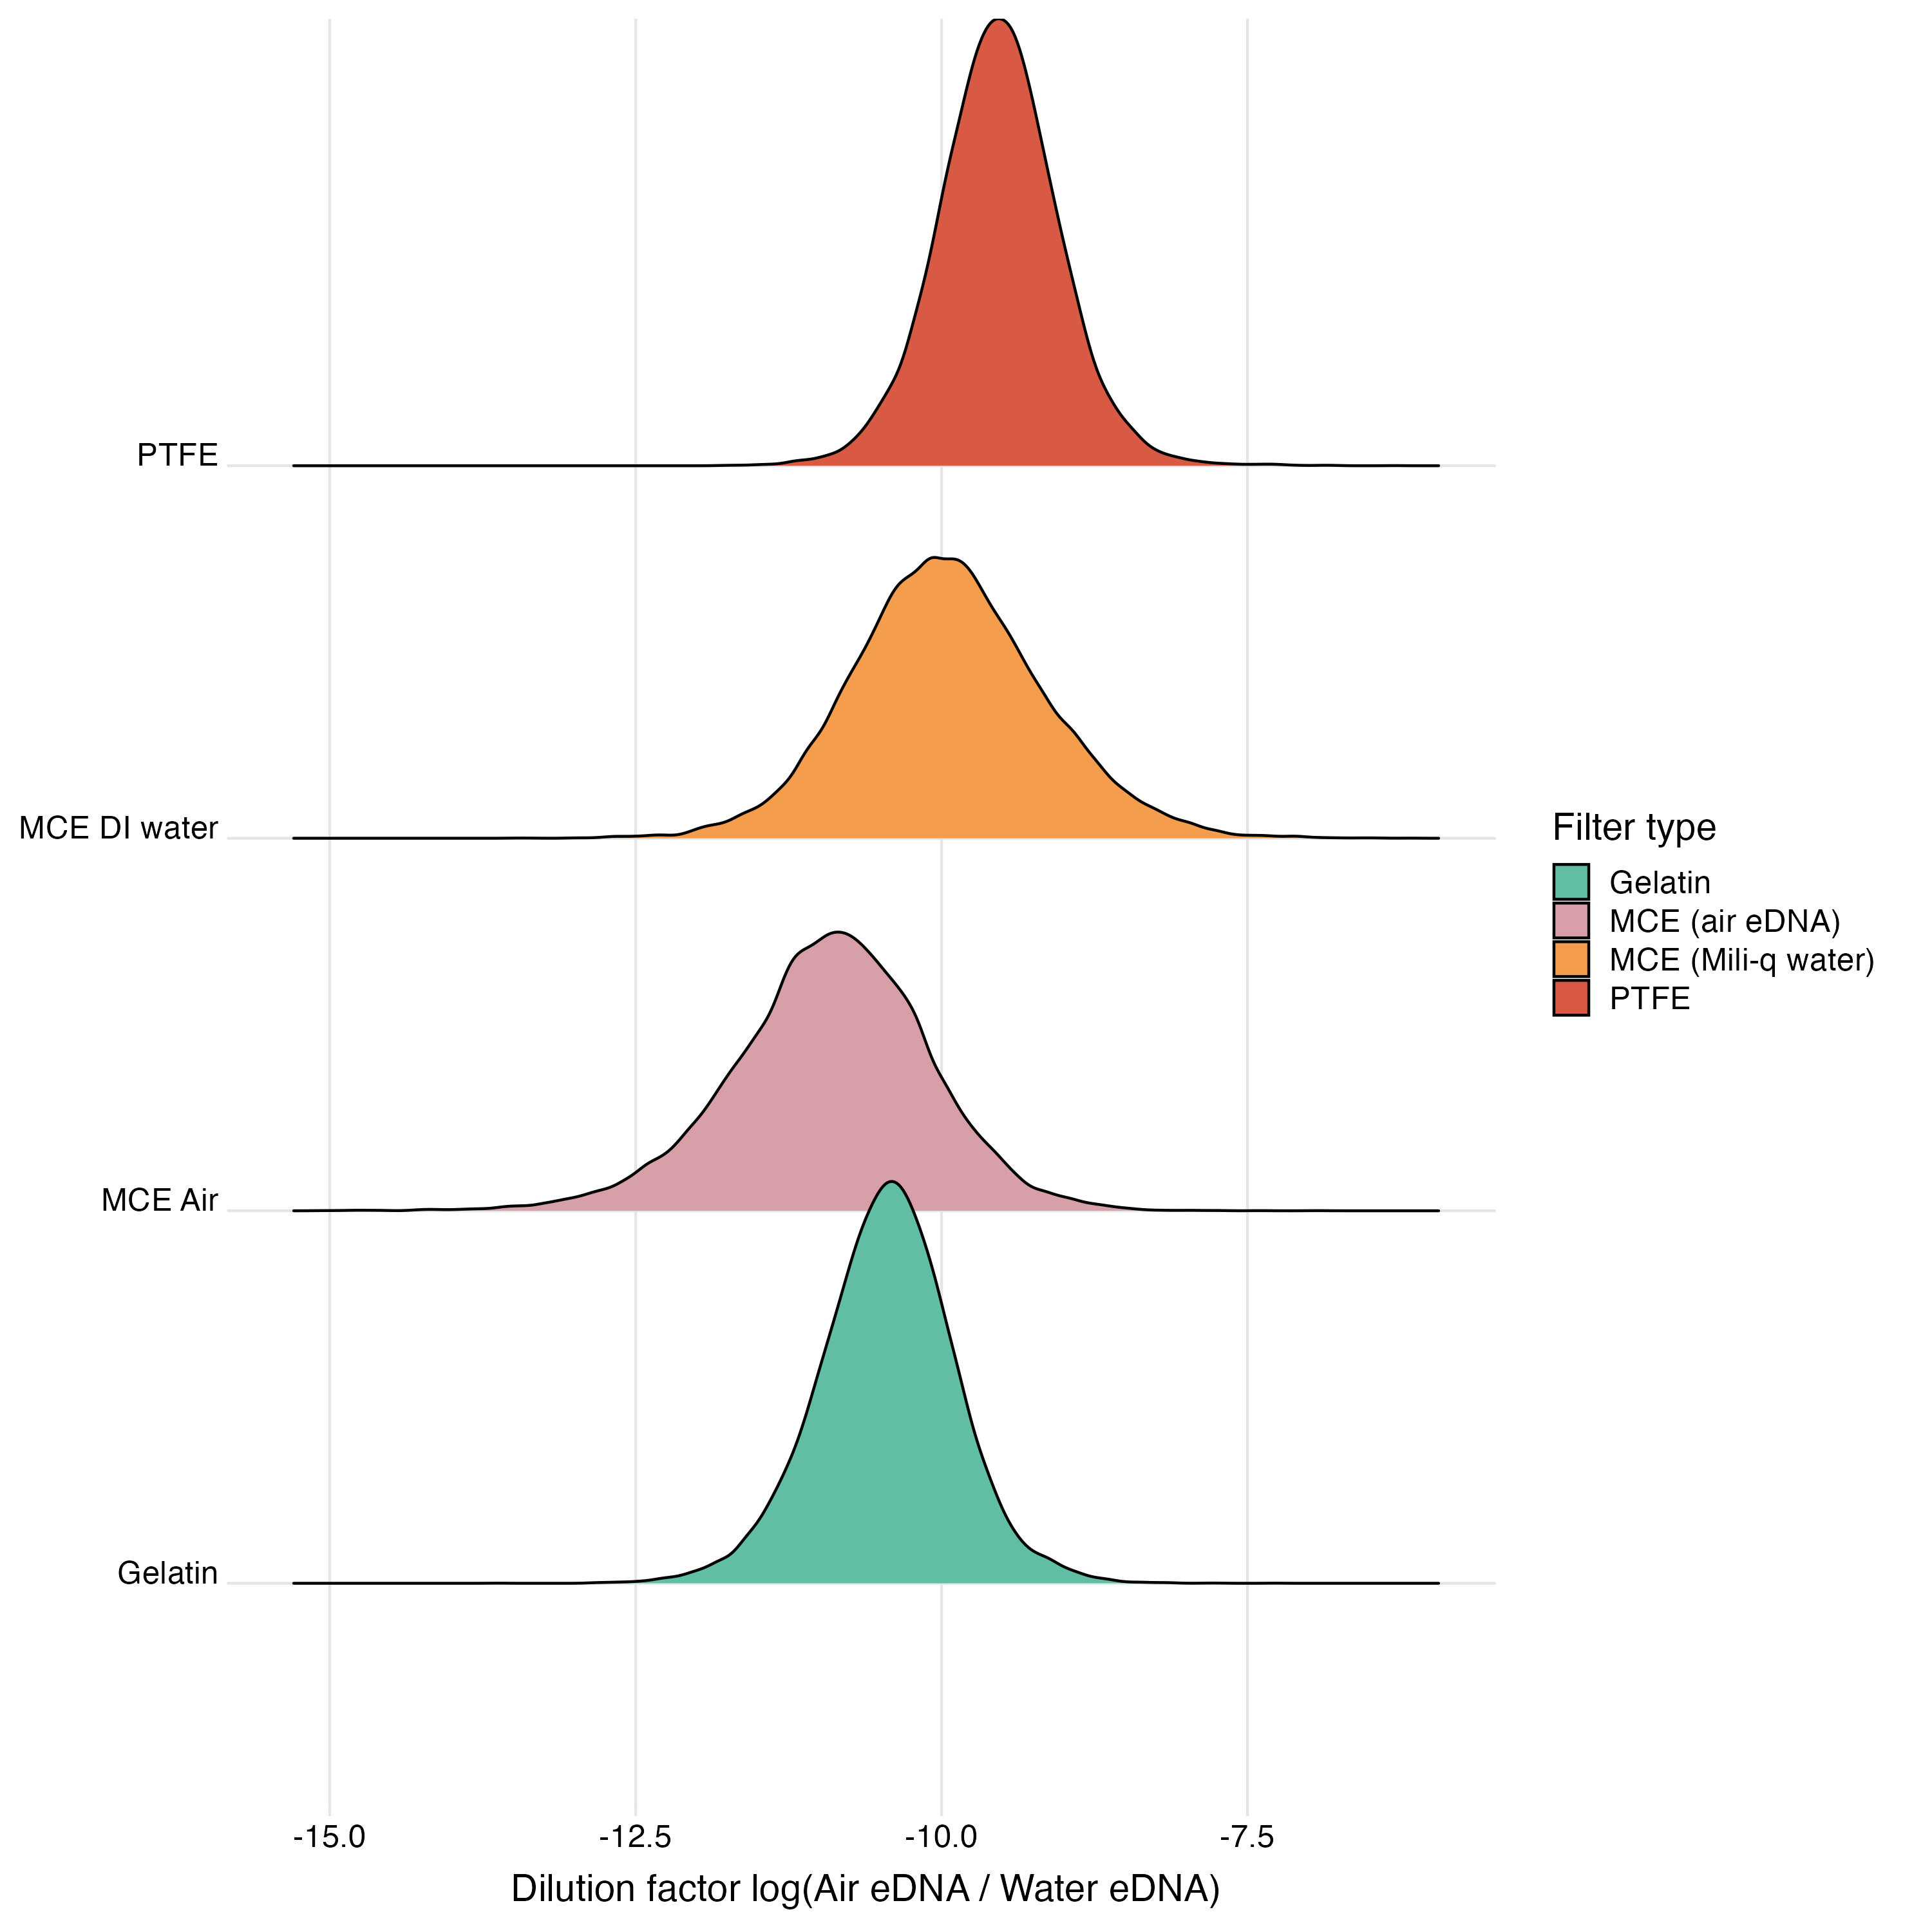 PTFE
MCE DI water
MCE Air
Gelatin
Filter type
Gelatin
MCE (air eDNA)
MCE (Mili-q water)
PTFE
-15.0
-12.5
-10.0
-7.5
Dilution factor log(Air eDNA / Water eDNA)